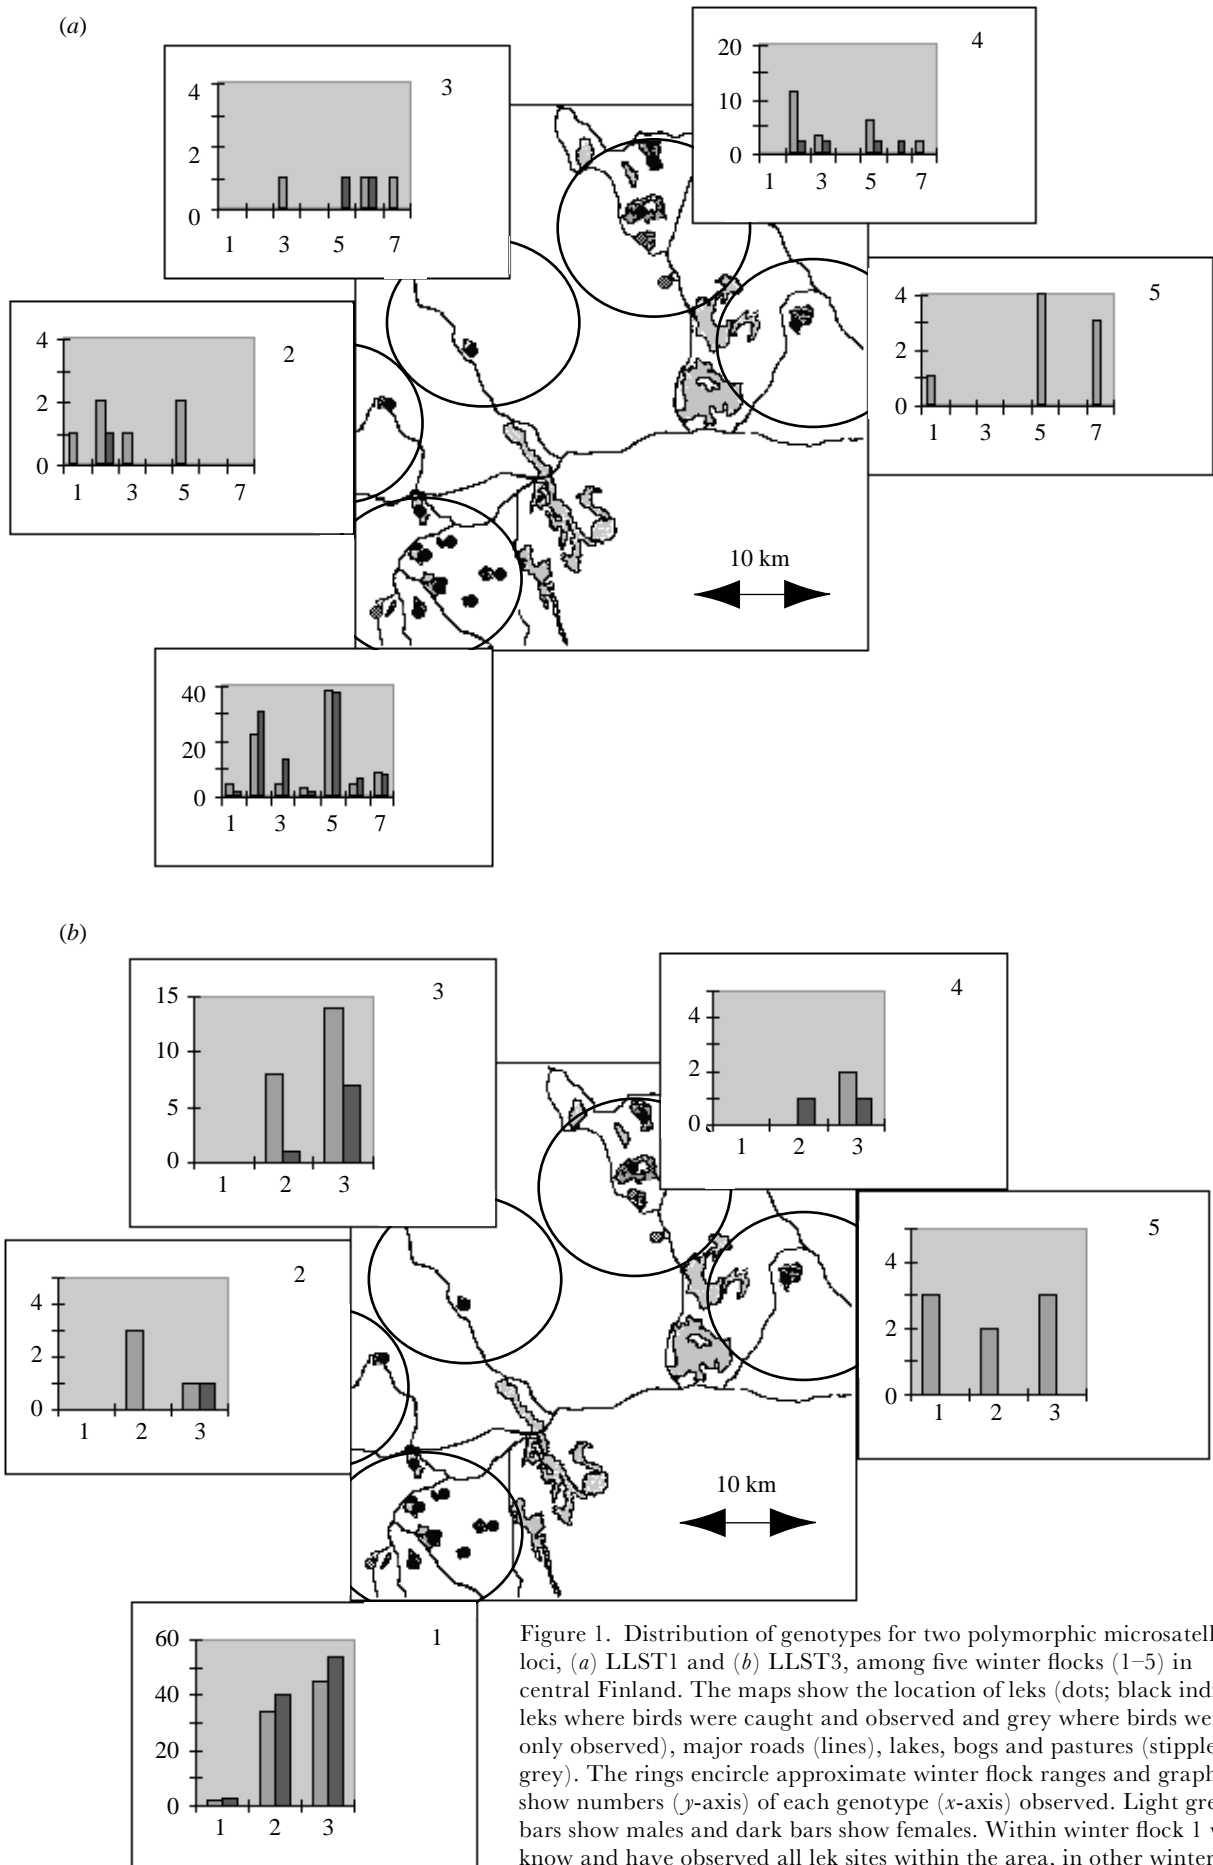 (a)
3
4
2
0
1 3 5 7
4
20
10
0
1 3 5 7
5
4
2
0
1 3 5 7
2
4
2
0
1 3 5 7
10 km
40
20
0
1 3 5 7
(b)
3
15
10
5
0
1 2 3
4
4
2
0
1 2 3
5
4
2
0
1 2 3
2
4
2
0
1 2 3
10 km
1
60
40
20
0
1 2 3
Figure 1. Distribution of genotypes for two polymorphic microsatell
loci, (a) LLST1 and (b) LLST3, among five winter flocks (1–5) in
central Finland. The maps show the location of leks (dots; black indi
leks where birds were caught and observed and grey where birds we
only observed), major roads (lines), lakes, bogs and pastures (stipple
grey). The rings encircle approximate winter flock ranges and graph
show numbers (y-axis) of each genotype (x-axis) observed. Light gre
bars show males and dark bars show females. Within winter flock 1 w
know and have observed all lek sites within the area, in other winter